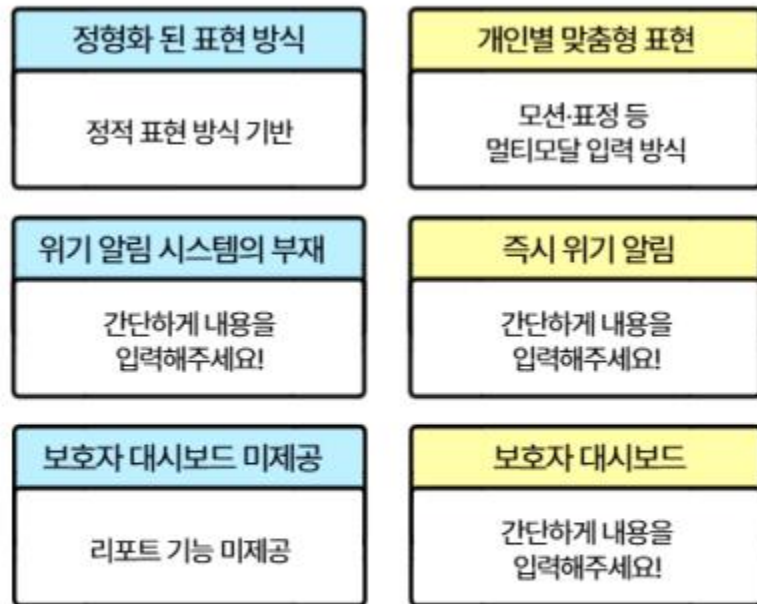 정형화 된 표현 방식
개인별 맞춤형 표현
정적 표현 방식 기반
모션·표정 등
멀티모달 입력 방식
위기 알림 시스템의 부재
즉시 위기 알림
간단하게 내용을
입력해주세요!
간단하게 내용을
입력해주세요!
보호자 대시보드 미제공
보호자 대시보드
리포트 기능 미제공
간단하게 내용을
입력해주세요!